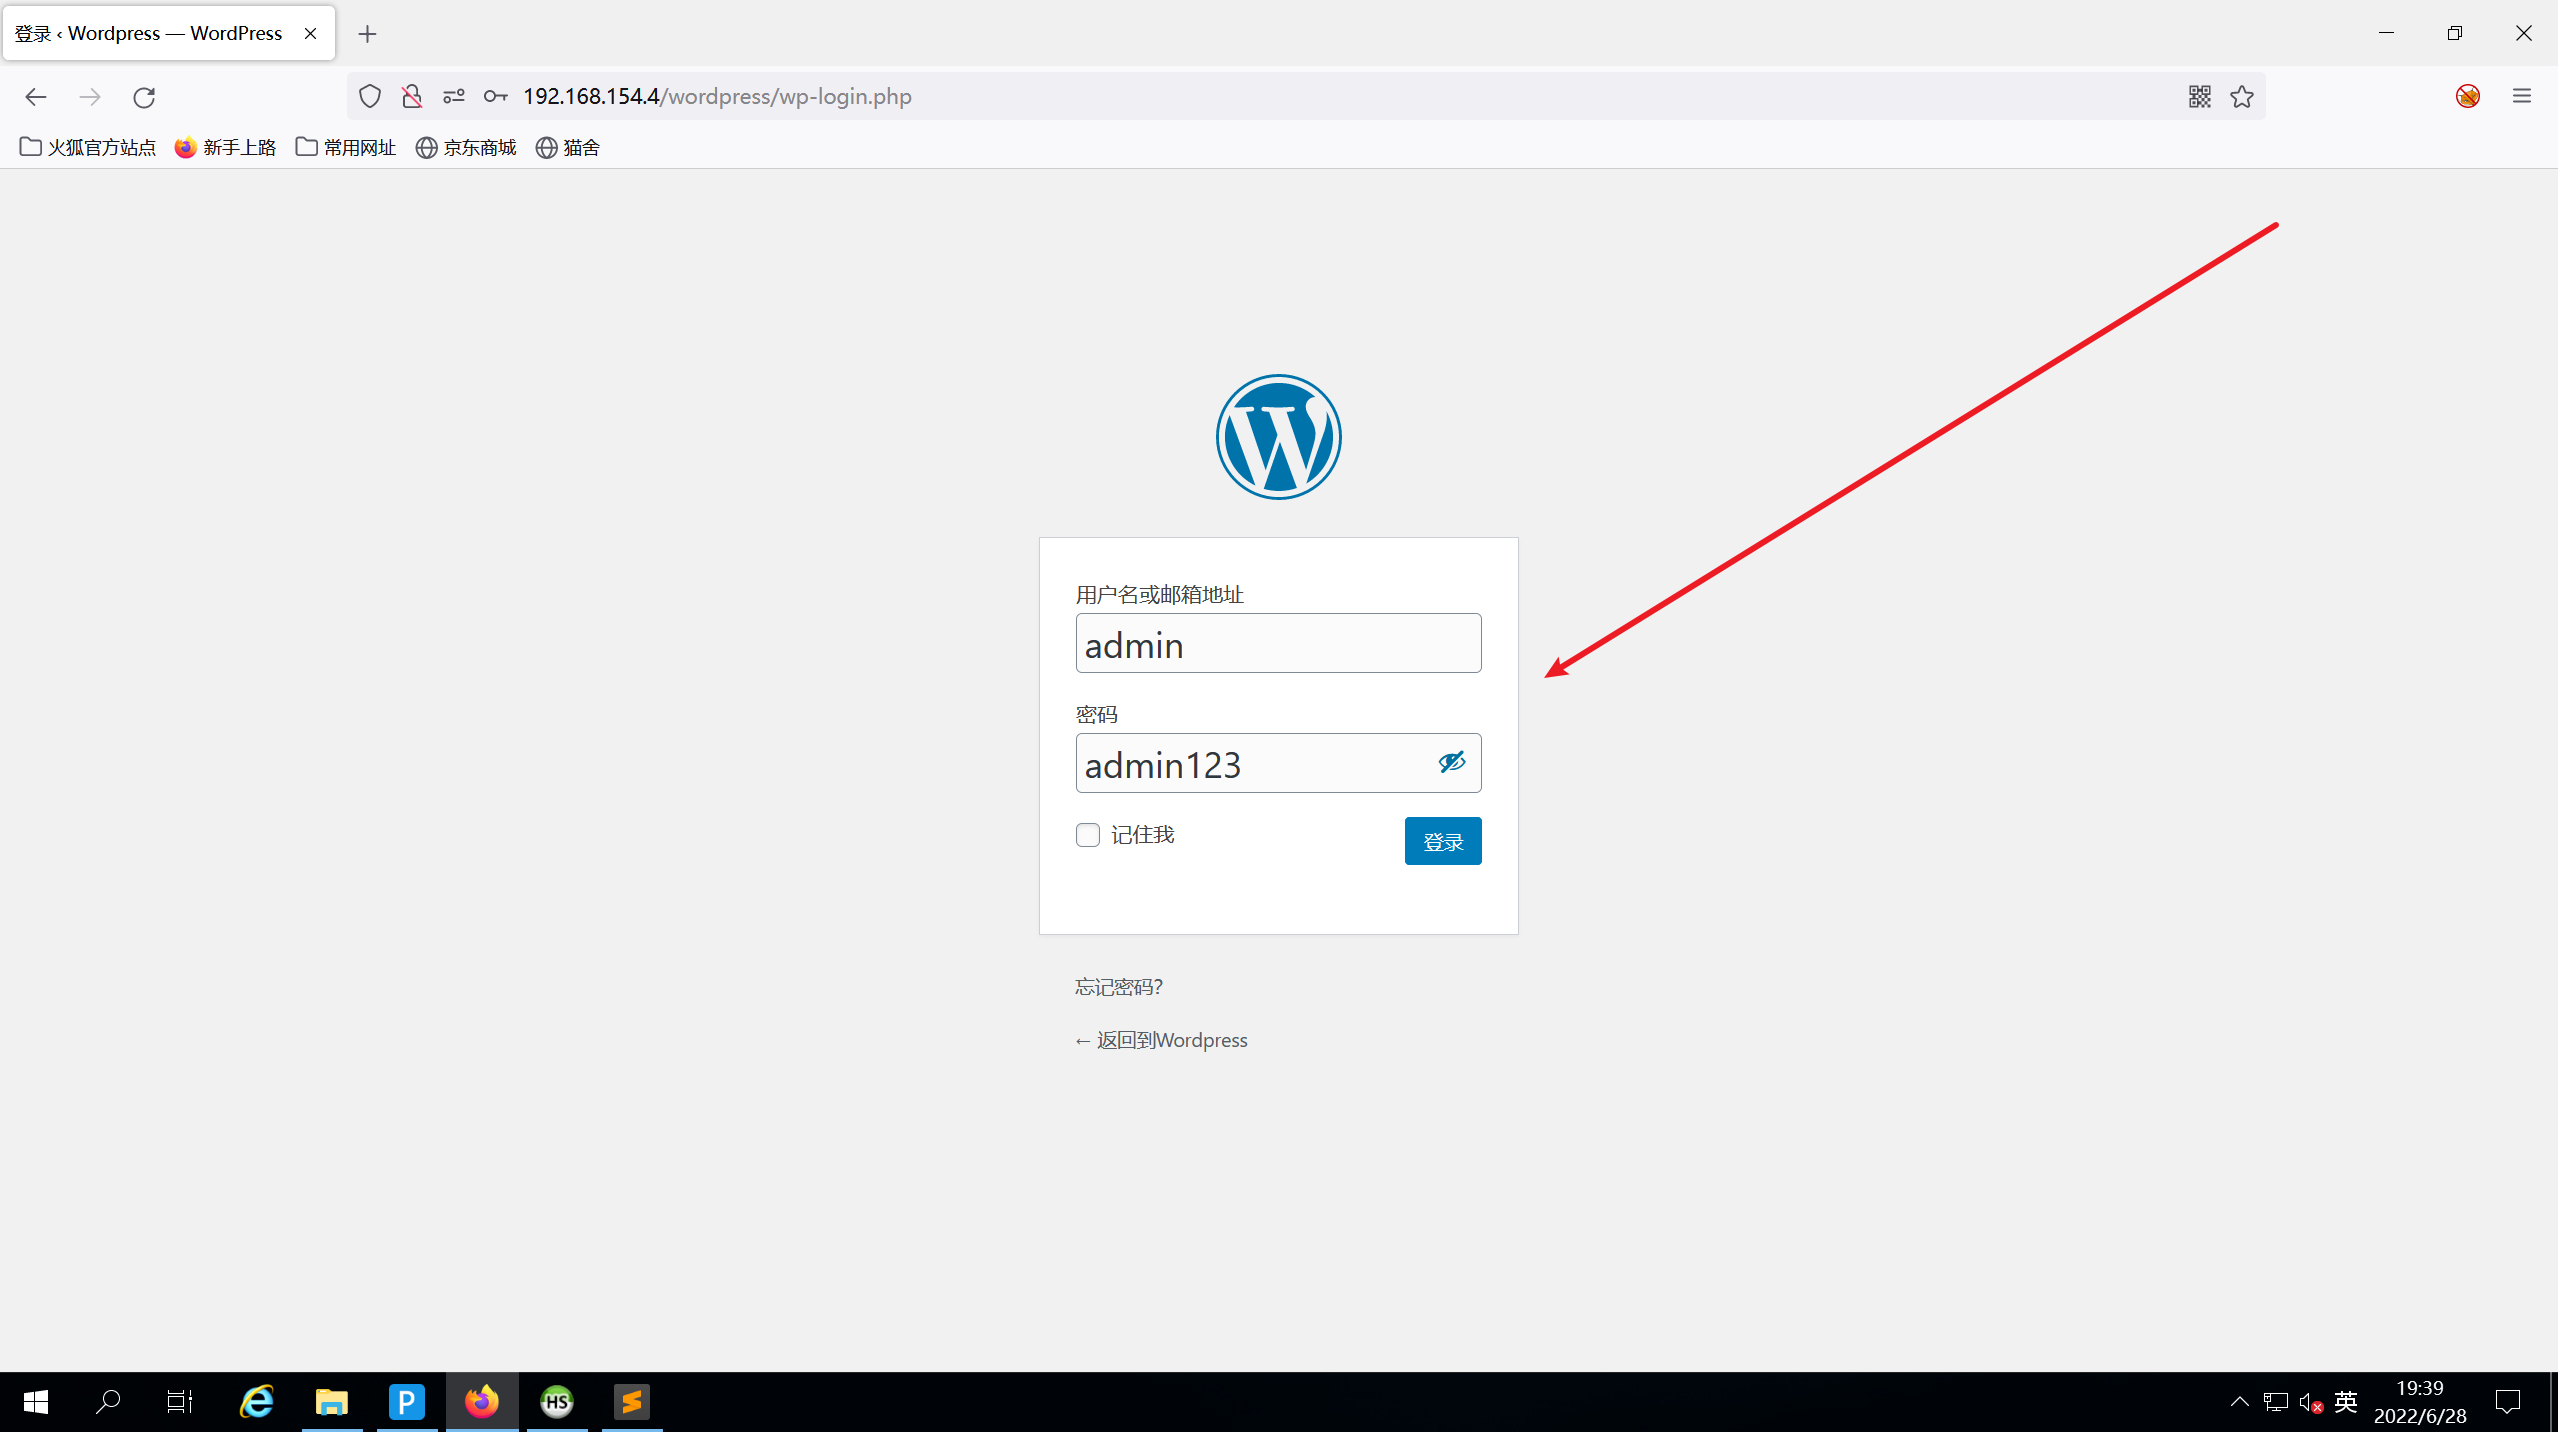 登录 ‹ Wordpress — WordPress
192.168.154.4/wordpress/wp-login.php
火狐官方站点 新手上路 常用网址 京东商城 猫舍
用户名或邮箱地址
admin
密码
admin123
记住我 登录
忘记密码?
← 返回到Wordpress
P HS 英 19:39
2022/6/28